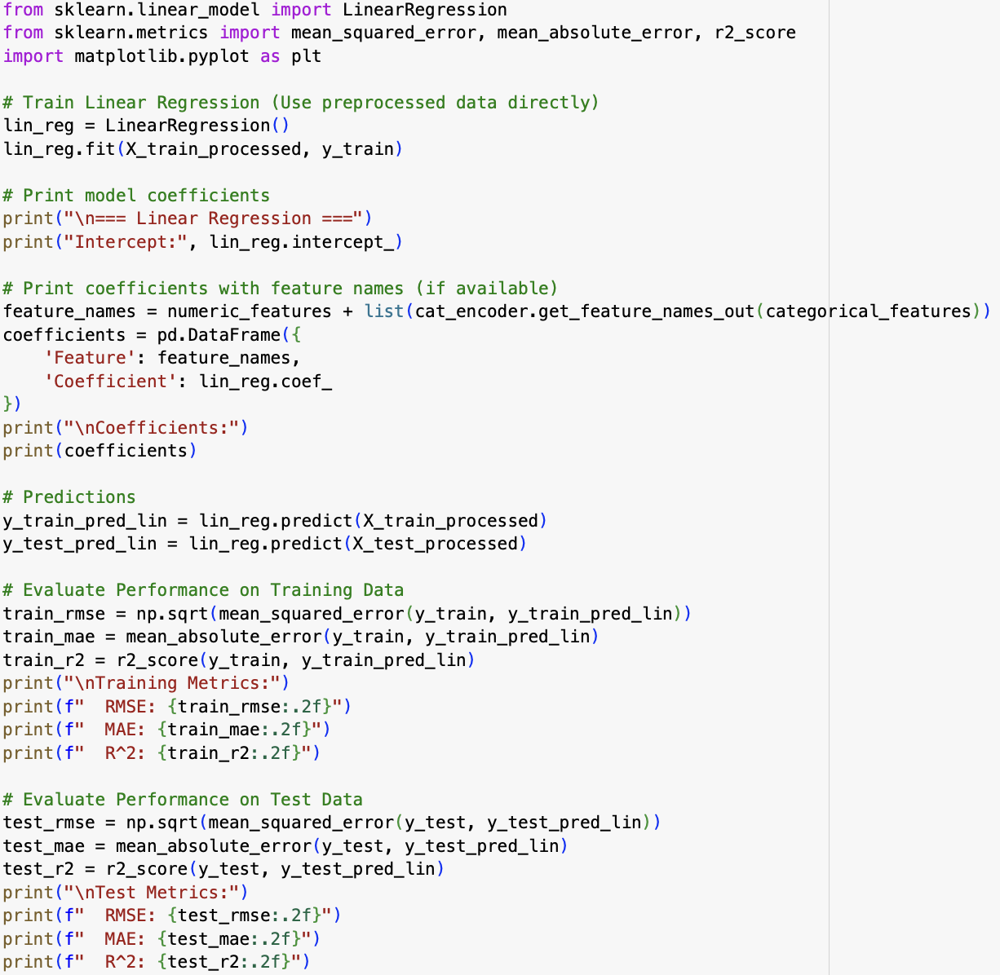 from sklearn.linear_model import LinearRegression
from sklearn.metrics import mean_squared_error, mean_absolute_error, r2_score
import matplotlib.pyplot as plt

# Train Linear Regression (Use preprocessed data directly)
lin_reg = LinearRegression()
lin_reg.fit(X_train_processed, y_train)

# Print model coefficients
print("\n=== Linear Regression ===")
print("Intercept:", lin_reg.intercept_)

# Print coefficients with feature names (if available)
feature_names = numeric_features + list(cat_encoder.get_feature_names_out(categorical_features))
coefficients = pd.DataFrame({
    'Feature': feature_names,
    'Coefficient': lin_reg.coef_
})
print("\nCoefficients:")
print(coefficients)

# Predictions
y_train_pred_lin = lin_reg.predict(X_train_processed)
y_test_pred_lin = lin_reg.predict(X_test_processed)

# Evaluate Performance on Training Data
train_rmse = np.sqrt(mean_squared_error(y_train, y_train_pred_lin))
train_mae = mean_absolute_error(y_train, y_train_pred_lin)
train_r2 = r2_score(y_train, y_train_pred_lin)
print("\nTraining Metrics:")
print(f"  RMSE: {train_rmse:.2f}")
print(f"  MAE: {train_mae:.2f}")
print(f"  R^2: {train_r2:.2f}")

# Evaluate Performance on Test Data
test_rmse = np.sqrt(mean_squared_error(y_test, y_test_pred_lin))
test_mae = mean_absolute_error(y_test, y_test_pred_lin)
test_r2 = r2_score(y_test, y_test_pred_lin)
print("\nTest Metrics:")
print(f"  RMSE: {test_rmse:.2f}")
print(f"  MAE: {test_mae:.2f}")
print(f"  R^2: {test_r2:.2f}")